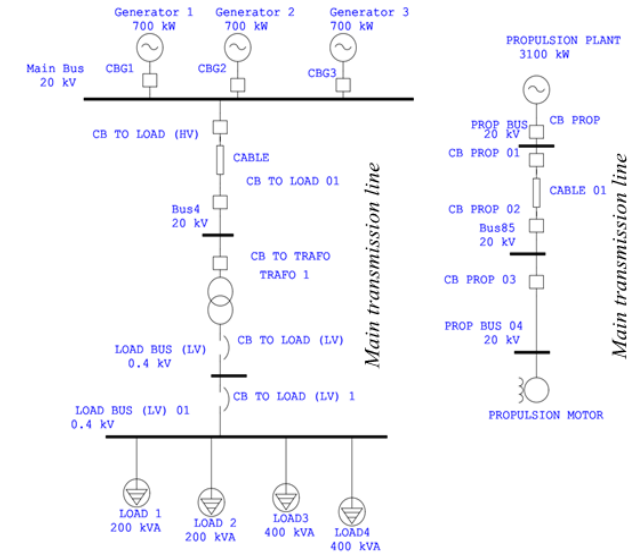 Generator 1
700 kW
Generator 2
700 kW
Generator 3
700 kW
Main Bus
20 kV
CBG1
CBG2
CBG3
CB TO LOAD (HV)
CABLE
CB TO LOAD 01
Bus4
20 kV
CB TO TRAFO
TRAFO 1
CB TO LOAD (LV)
LOAD BUS (LV)
0.4 kV
CB TO LOAD (LV) 1
LOAD BUS (LV) 01
0.4 kV
LOAD 1
200 kVA
LOAD 2
200 kVA
LOAD3
400 kVA
LOAD4
400 kVA
Main transmission line
PROPULSION PLANT
3100 kW
CB PROP
PROP BUS
20 kV
CB PROP 01
CABLE 01
CB PROP 02
Bus85
20 kV
CB PROP 03
PROP BUS 04
20 kV
PROPULSION MOTOR
Main transmission line